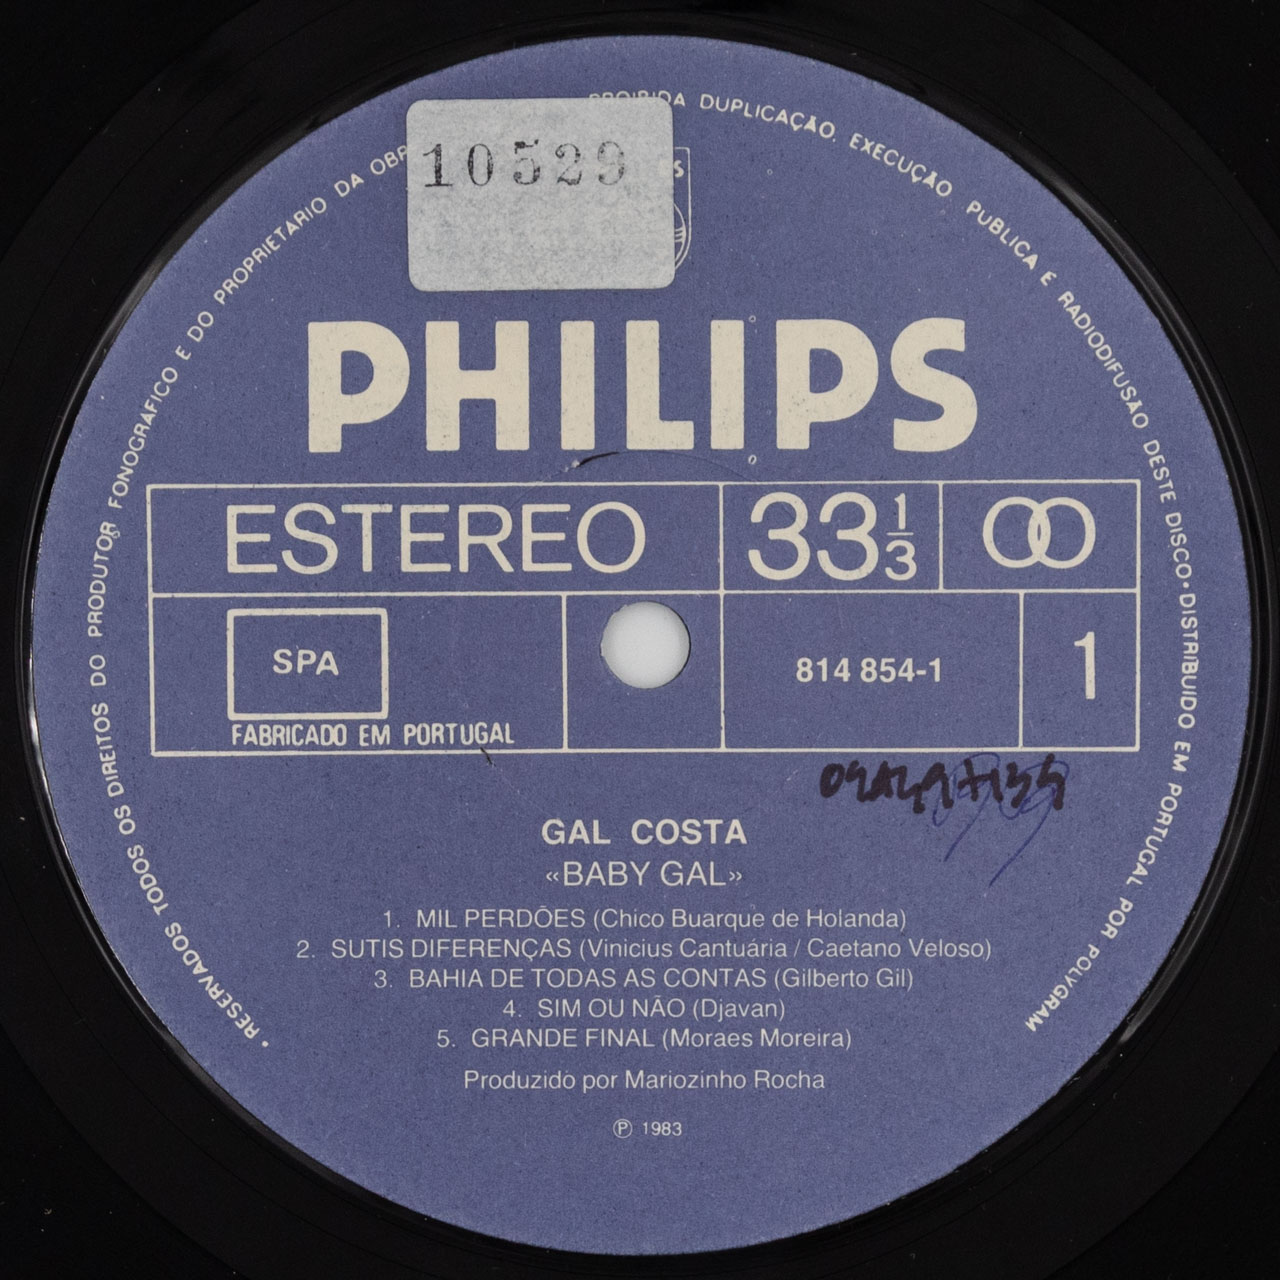 • RESERVADOS TODOS OS DIREITOS DO PRODUTOR FONOGRAFICO E DO PROPRIETARIO DA
DUPLICAÇÃO, EXECUÇÃO PUBLICA E RADIODIFUSÃO DESTE DISCO • DISTRIBUIDO EM PORTUGAL POR POLYGRAM
10529
PHILIPS
ESTEREO
33 1/3
SPA
814 854-1
1
FABRICADO EM PORTUGAL
GAL COSTA
«BABY GAL»
1. MIL PERDÕES (Chico Buarque de Holanda)
2. SUTIS DIFERENÇAS (Vinicius Cantuária / Caetano Veloso)
3. BAHIA DE TODAS AS CONTAS (Gilberto Gil)
4. SIM OU NÃO (Djavan)
5. GRANDE FINAL (Moraes Moreira)
Produzido por Mariozinho Rocha
℗ 1983